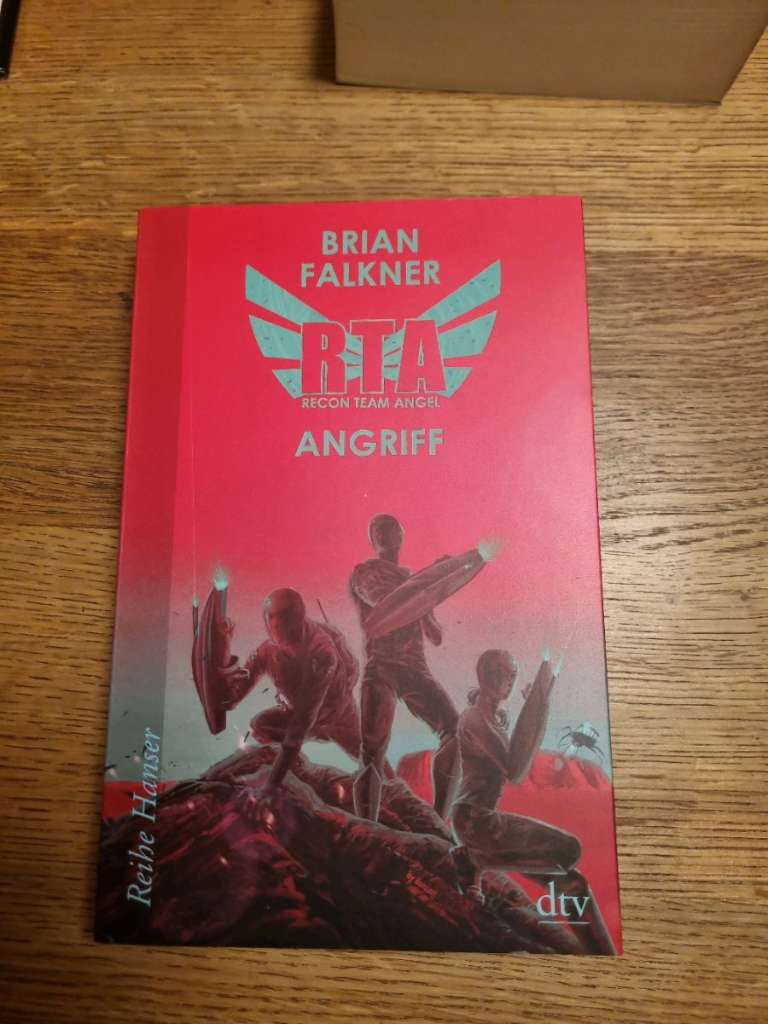 BRIAN
FALKNER
RTA
RECON TEAM ANGEL
ANGRIFF
Reihe Hanser
dtv